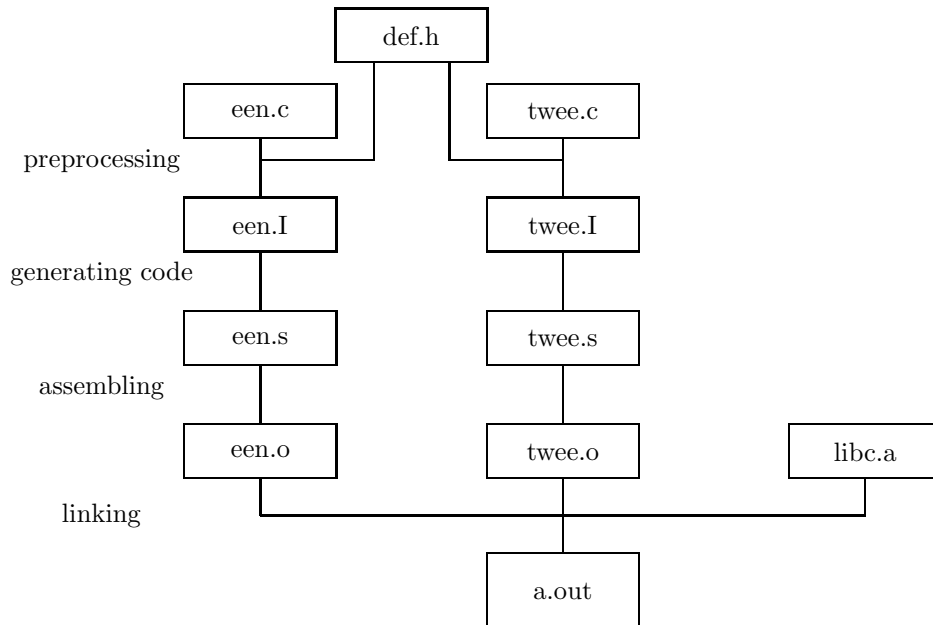 def.h
een.c
twee.c
preprocessing
een.I
twee.I
generating code
een.s
twee.s
assembling
een.o
twee.o
libc.a
linking
a.out